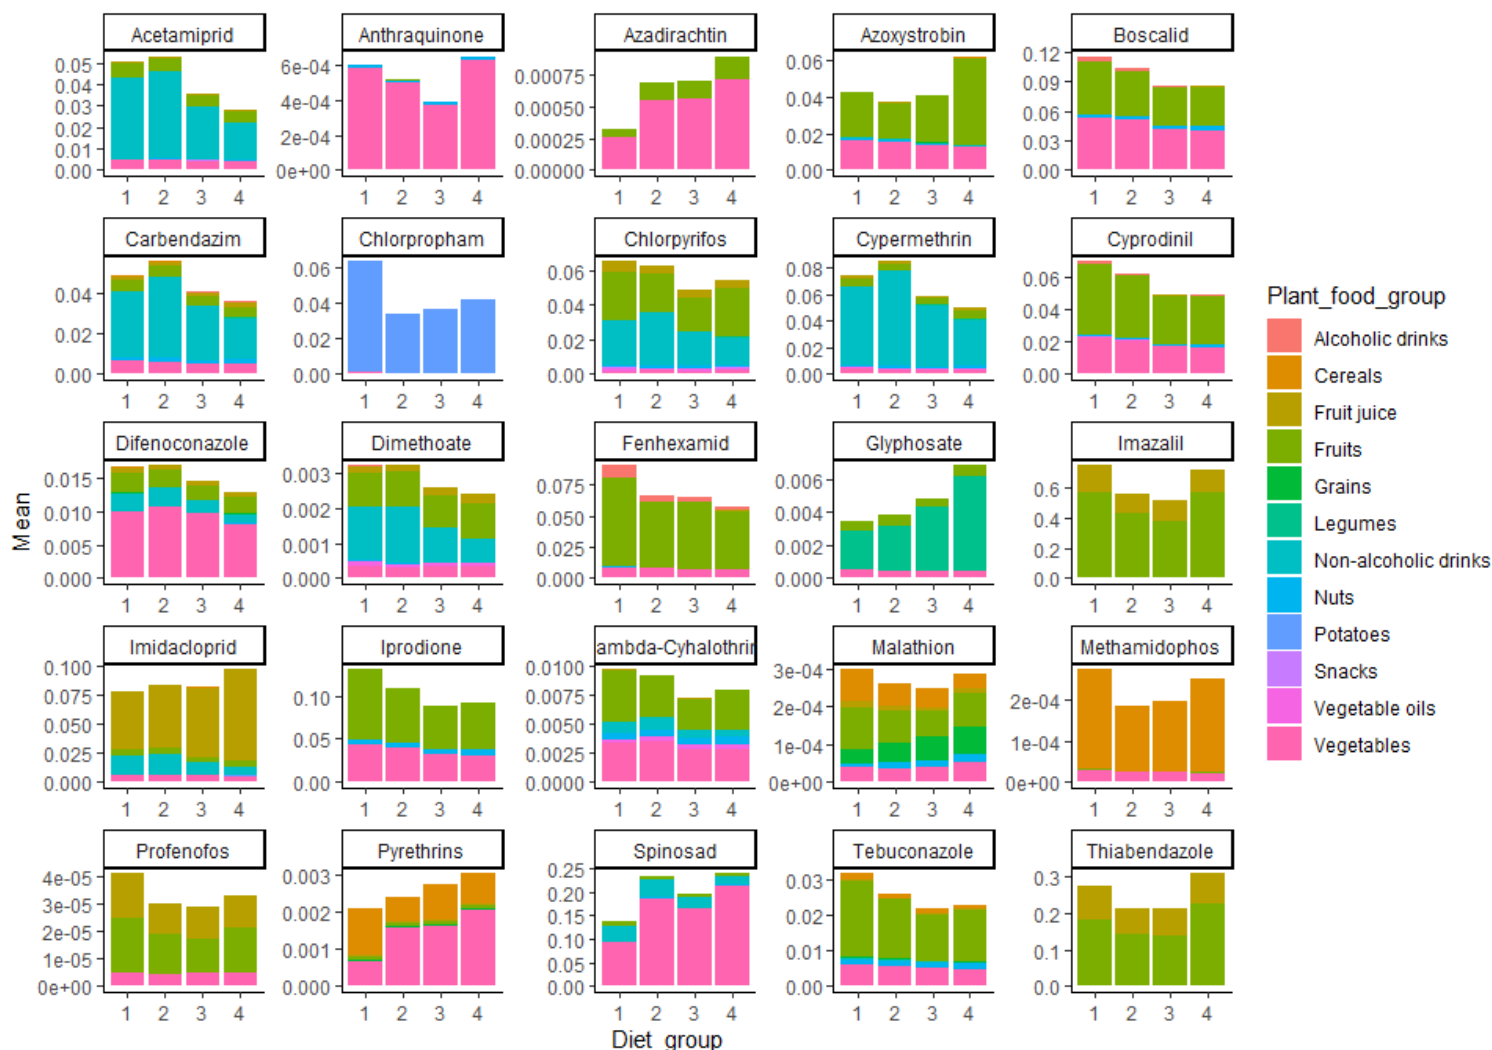 Acetamiprid Anthraquinone Azadirachtin Azoxystrobin Boscalid
0.05 0.04 0.03 0.02 0.01 0.00
6e-04 4e-04 2e-04 0e+00
0.00075 0.00050 0.00025 0.00000
0.06 0.04 0.02 0.00
0.12 0.09 0.06 0.03 0.00
1 2 3 4 1 2 3 4 1 2 3 4 1 2 3 4 1 2 3 4
Carbendazim Chlorpropham Chlorpyrifos Cypermethrin Cyprodinil
0.04 0.02 0.00
0.06 0.04 0.02 0.00
0.06 0.04 0.02 0.00
0.08 0.06 0.04 0.02 0.00
0.06 0.04 0.02 0.00
1 2 3 4 1 2 3 4 1 2 3 4 1 2 3 4 1 2 3 4
Difenoconazole Dimethoate Fenhexamid Glyphosate Imazalil
0.015 0.010 0.005 0.000
0.003 0.002 0.001 0.000
0.075 0.050 0.025 0.000
0.006 0.004 0.002 0.000
0.6 0.4 0.2 0.0
1 2 3 4 1 2 3 4 1 2 3 4 1 2 3 4 1 2 3 4
Imidacloprid Iprodione ambda-Cyhalothrin Malathion Methamidophos
0.100 0.075 0.050 0.025 0.000
0.10 0.05 0.00
0.0100 0.0075 0.0050 0.0025 0.0000
3e-04 2e-04 1e-04 0e+00
2e-04 1e-04 0e+00
1 2 3 4 1 2 3 4 1 2 3 4 1 2 3 4 1 2 3 4
Profenofos Pyrethrins Spinosad Tebuconazole Thiabendazole
4e-05 3e-05 2e-05 1e-05 0e+00
0.003 0.002 0.001 0.000
0.25 0.20 0.15 0.10 0.05 0.00
0.03 0.02 0.01 0.00
0.3 0.2 0.1 0.0
1 2 3 4 1 2 3 4 1 2 3 4 1 2 3 4 1 2 3 4
Mean
Diet_group
Plant_food_group
Alcoholic drinks
Cereals
Fruit juice
Fruits
Grains
Legumes
Non-alcoholic drinks
Nuts
Potatoes
Snacks
Vegetable oils
Vegetables